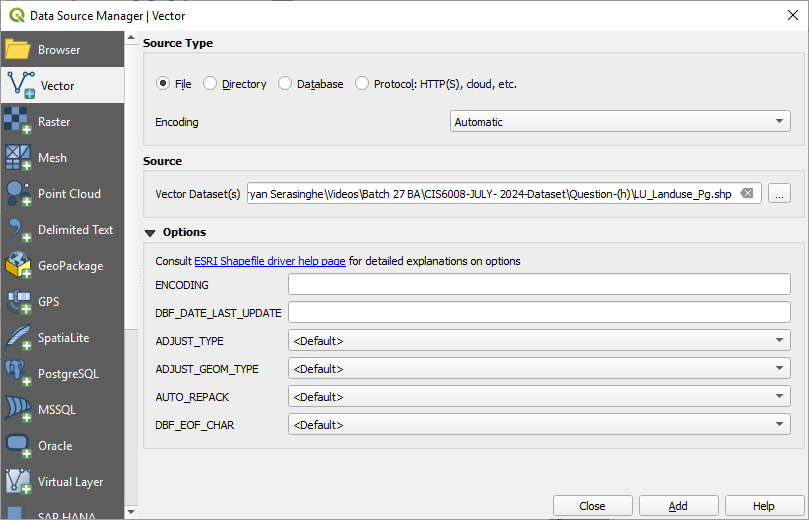 Data Source Manager | Vector
Browser
Vector
Raster
Mesh
Point Cloud
Delimited Text
GeoPackage
GPS
SpatiaLite
PostgreSQL
MSSQL
Oracle
Virtual Layer
SAP HANA
Source Type
File Directory Database Protocol: HTTP(S), cloud, etc.
Encoding Automatic
Source
Vector Dataset(s) ryan Serasinghe\Videos\Batch 27 BA\CIS6008-JULY- 2024-Dataset\Question-(h)\LU_Landuse_Pg.shp ...
Options
Consult ESRI Shapefile driver help page for detailed explanations on options
ENCODING
DBF_DATE_LAST_UPDATE
ADJUST_TYPE <Default>
ADJUST_GEOM_TYPE <Default>
AUTO_REPACK <Default>
DBF_EOF_CHAR <Default>
Close Add Help